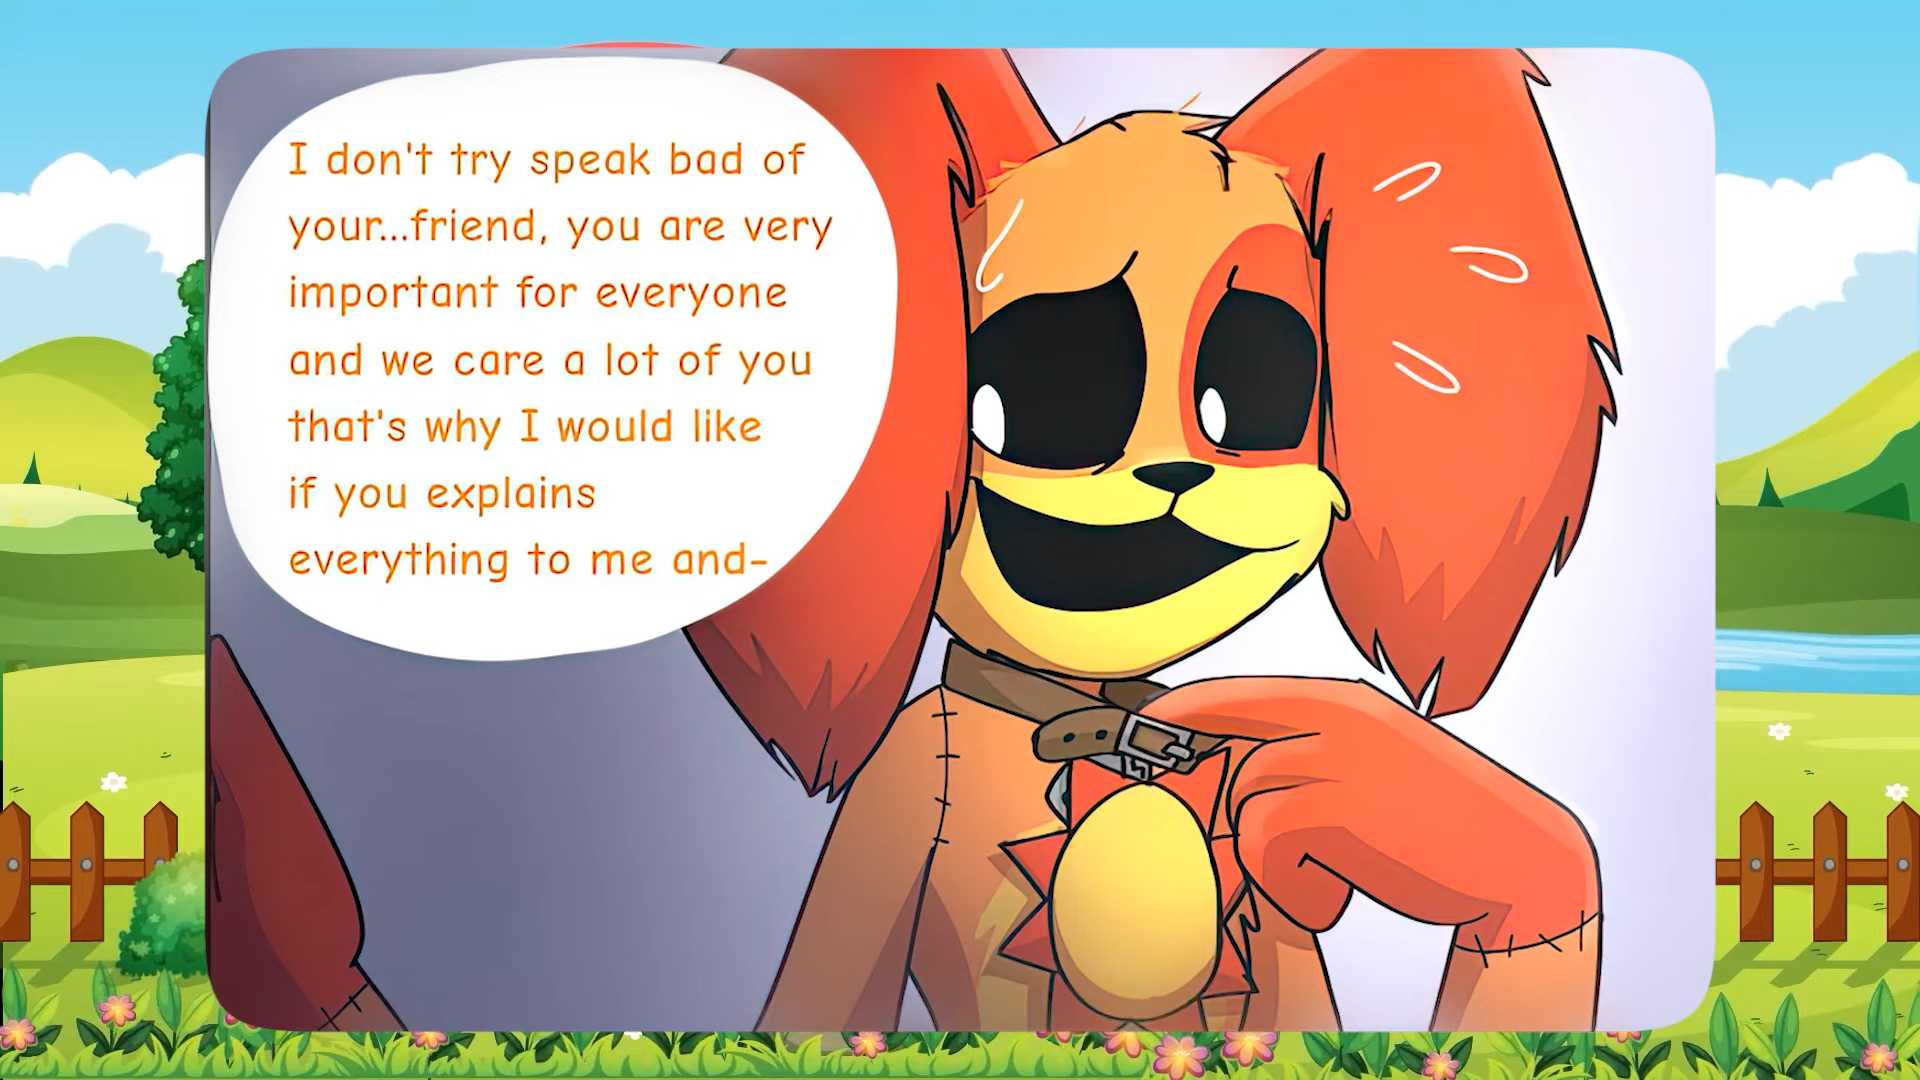 I don't try speak bad of
your...friend, you are very
important for everyone
and we care a lot of you
that's why I would like
if you explains
everything to me and-